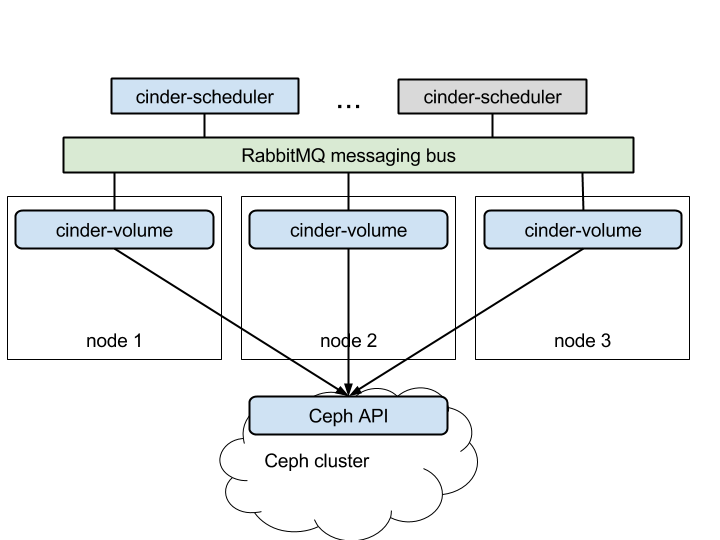 cinder-scheduler ... cinder-scheduler
RabbitMQ messaging bus
cinder-volume cinder-volume cinder-volume
node 1 node 2 node 3
Ceph API
Ceph cluster